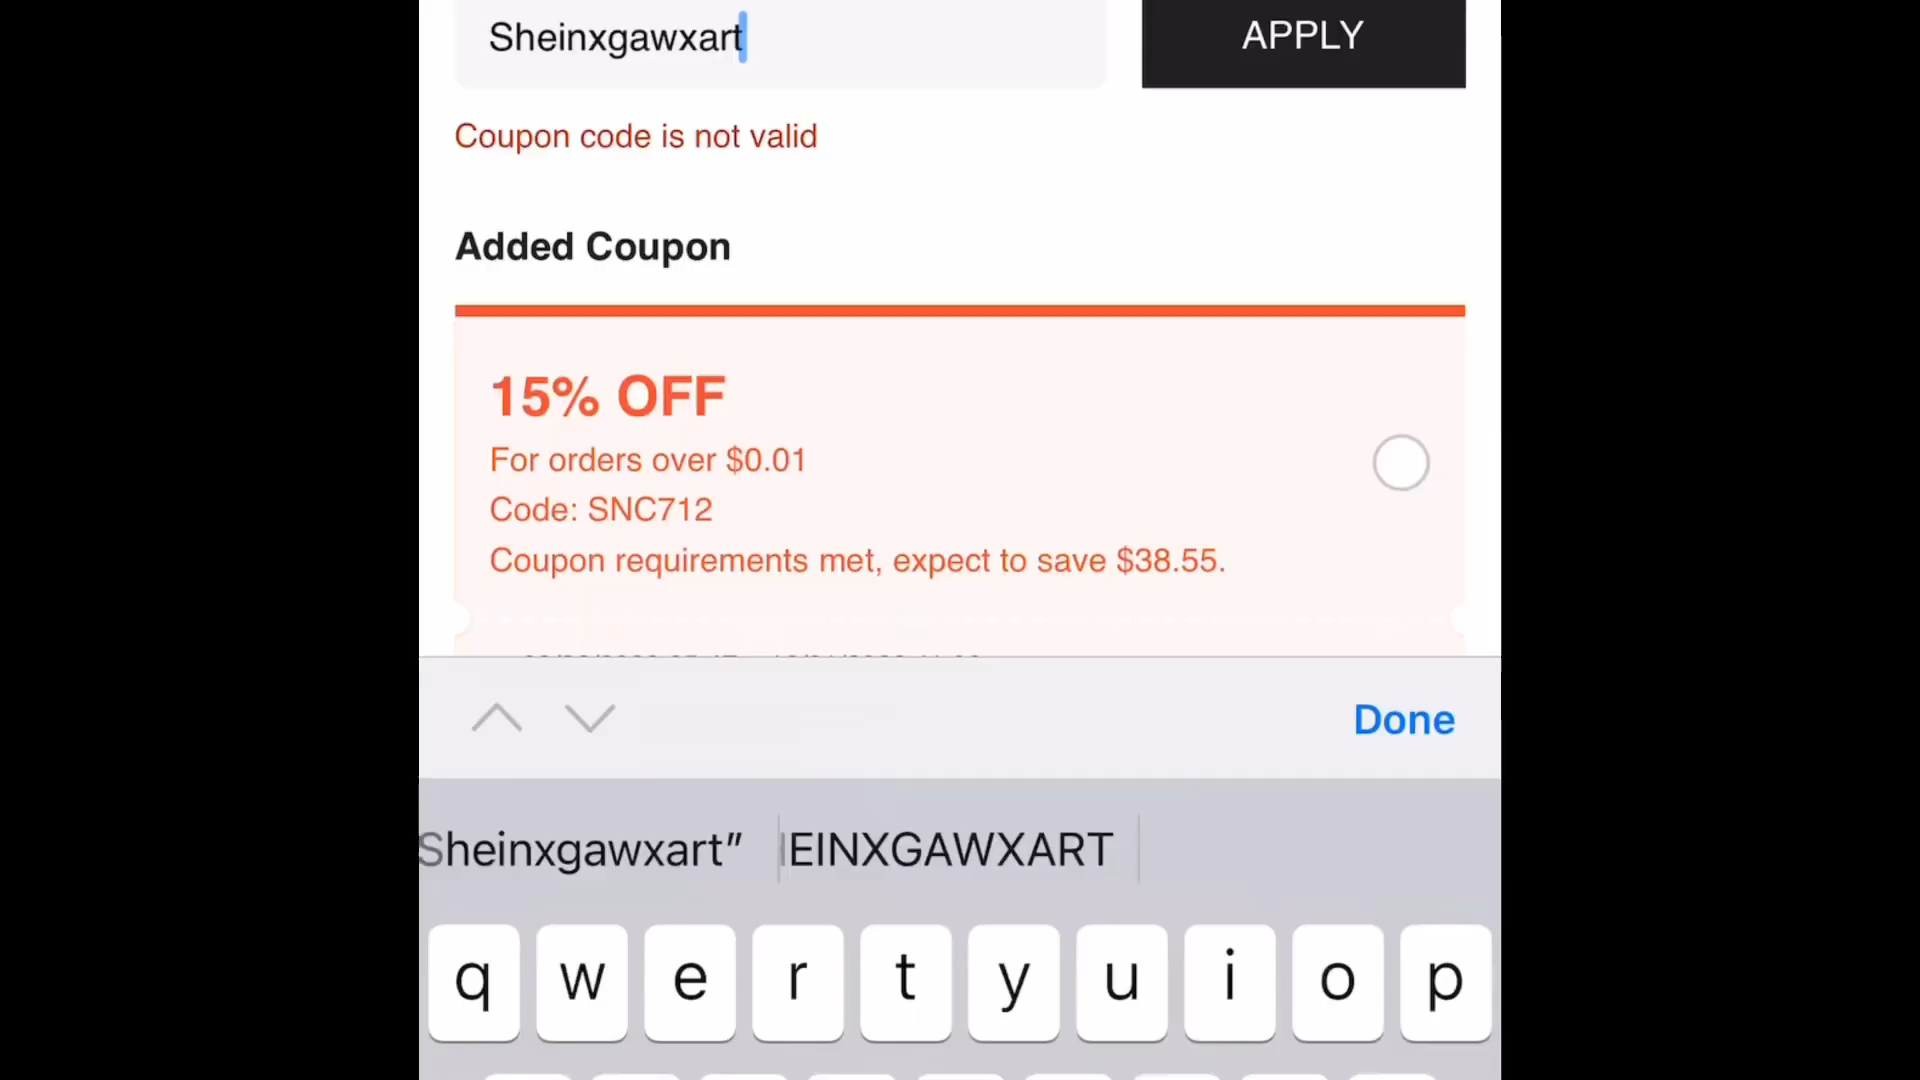 Sheinxgawxart
APPLY
Coupon code is not valid
Added Coupon
15% OFF
For orders over $0.01
Code: SNC712
Coupon requirements met, expect to save $38.55.
Done
Sheinxgawxart”
EINXGAWXART
q w e r t y u i o p